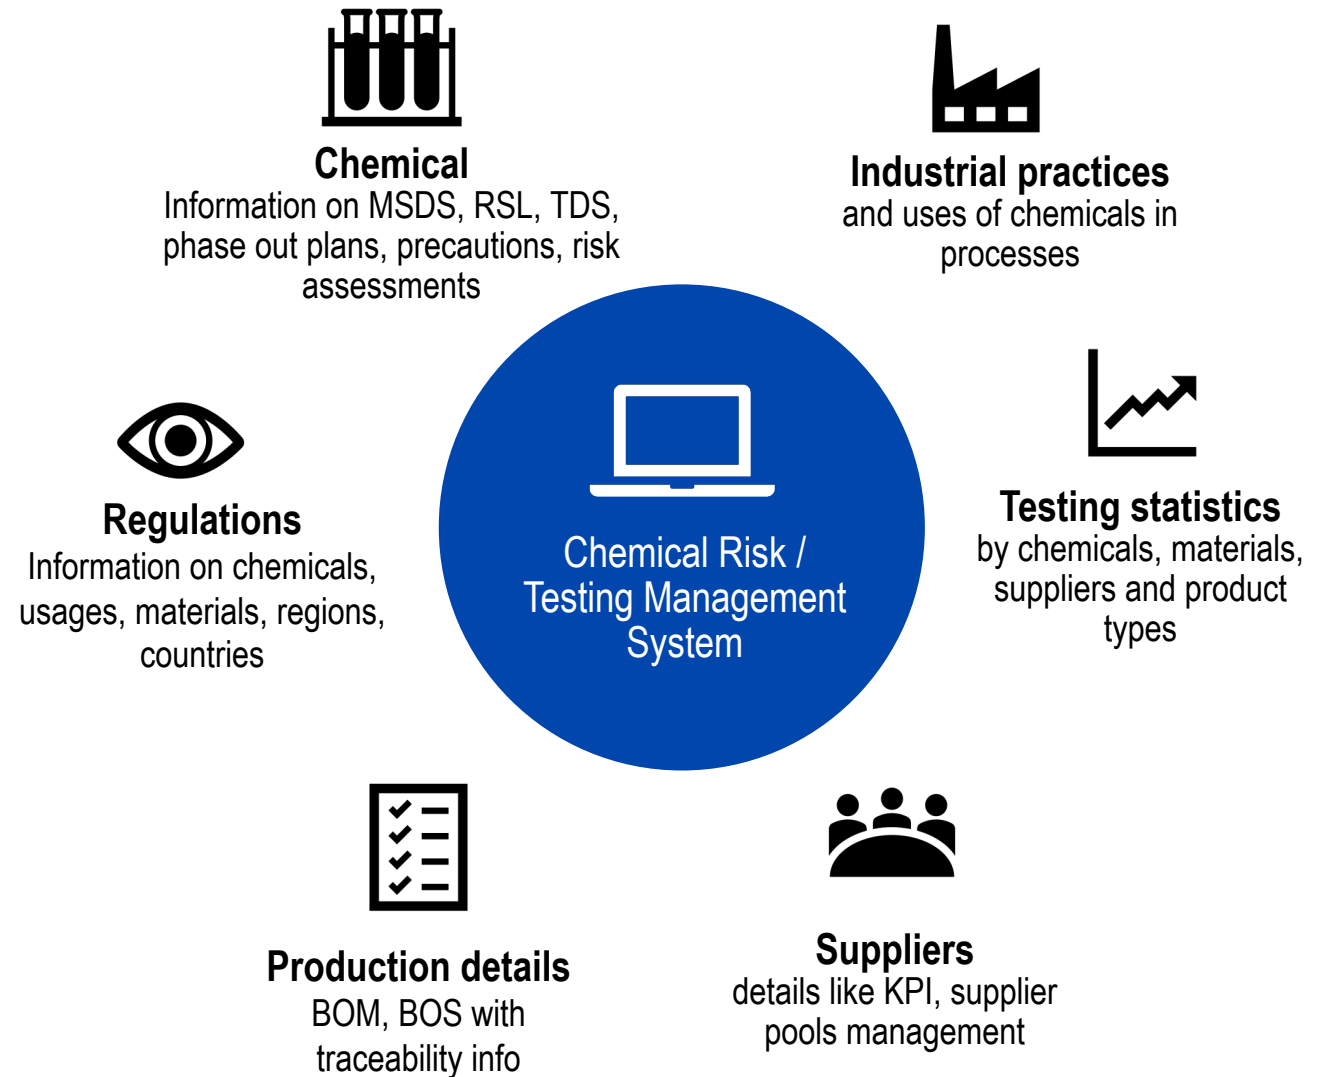 Chemical
Information on MSDS, RSL, TDS,
phase out plans, precautions, risk
assessments
Industrial practices
and uses of chemicals in
processes
Regulations
Information on chemicals,
usages, materials, regions,
countries
Chemical Risk /
Testing Management
System
Testing statistics
by chemicals, materials,
suppliers and product
types
Production details
BOM, BOS with
traceability info
Suppliers
details like KPI, supplier
pools management